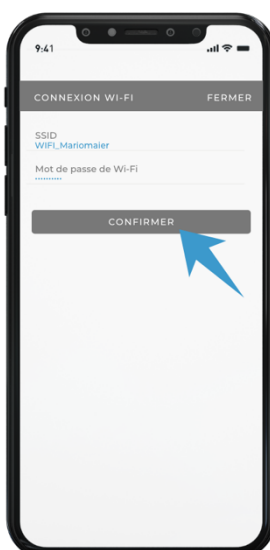 9:41
CONNEXION WI-FI FERMER
SSID
WIFI_Mariomaier
Mot de passe de Wi-Fi
••••••••••
CONFIRMER